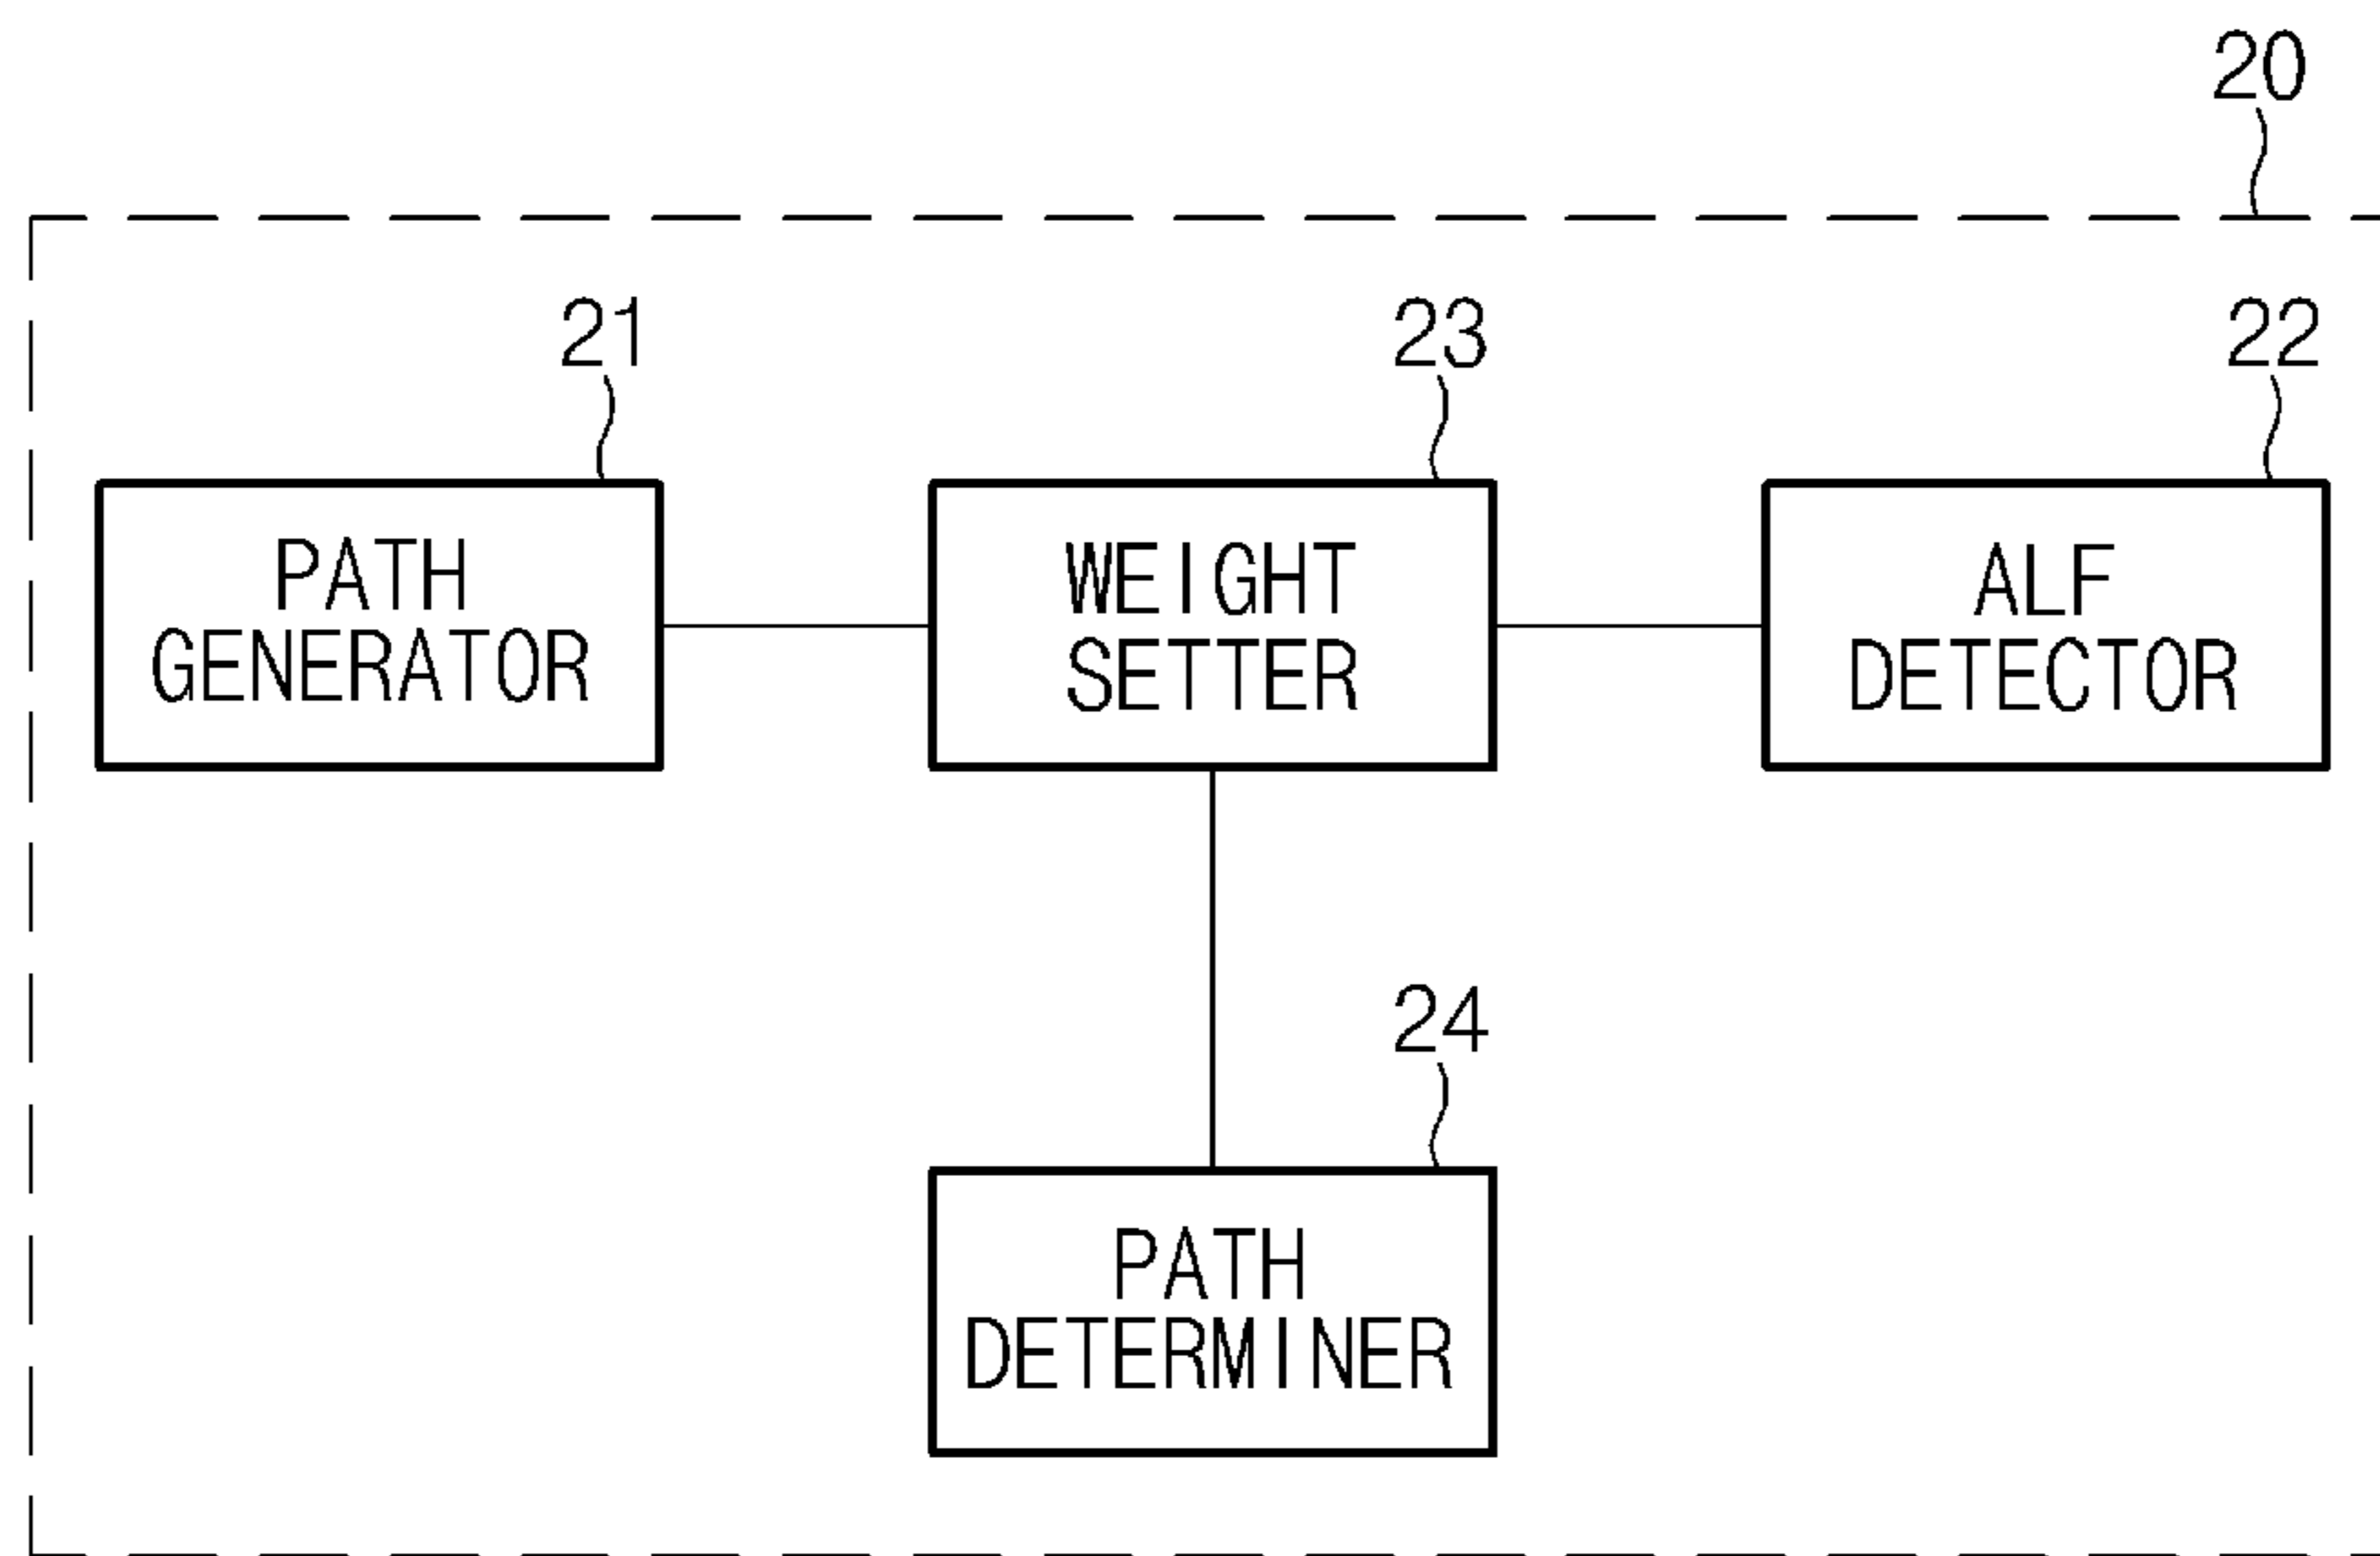 20
21
23
22
PATH
GENERATOR
WEIGHT
SETTER
ALF
DETECTOR
24
PATH
DETERMINER